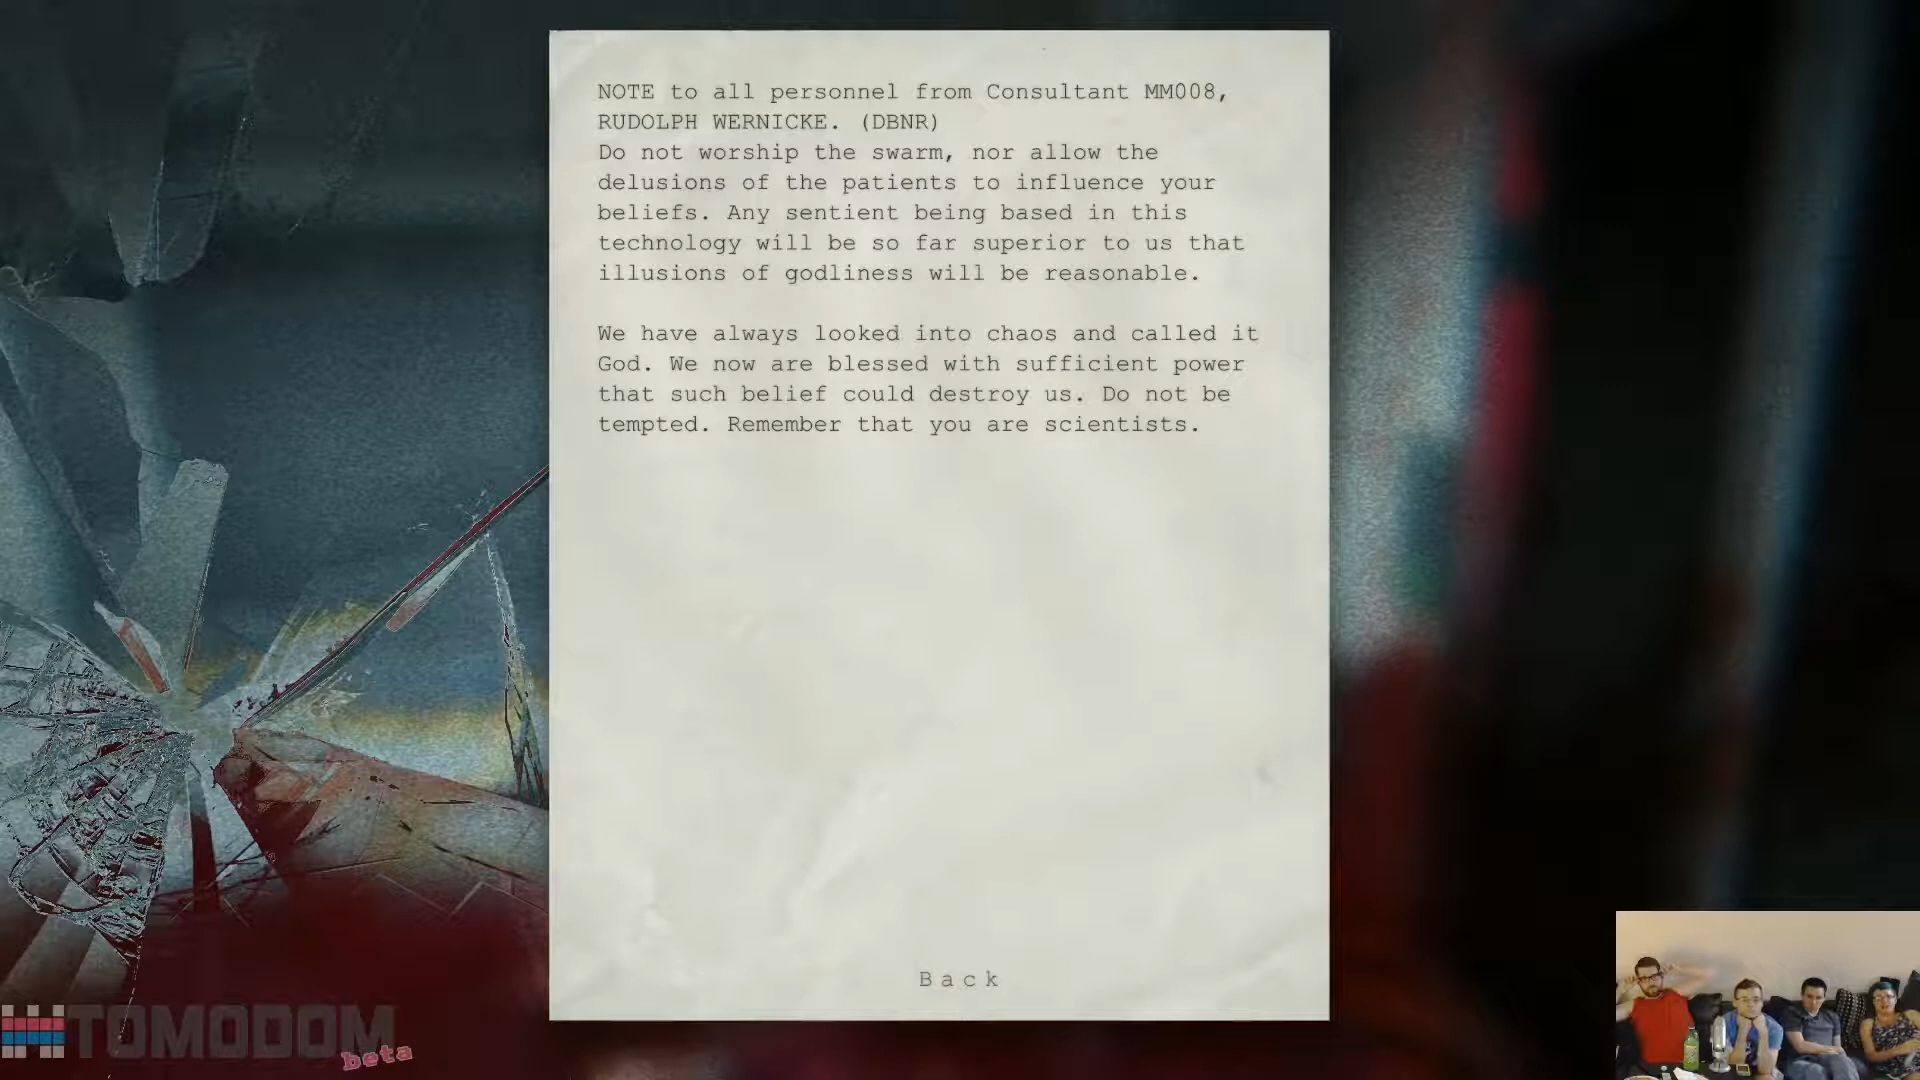 NOTE to all personnel from Consultant MM008,
RUDOLPH WERNICKE. (DBNR)
Do not worship the swarm, nor allow the
delusions of the patients to influence your
beliefs. Any sentient being based in this
technology will be so far superior to us that
illusions of godliness will be reasonable.
We have always looked into chaos and called it
God. We now are blessed with sufficient power
that such belief could destroy us. Do not be
tempted. Remember that you are scientists.
Back
TOMODOM
beta